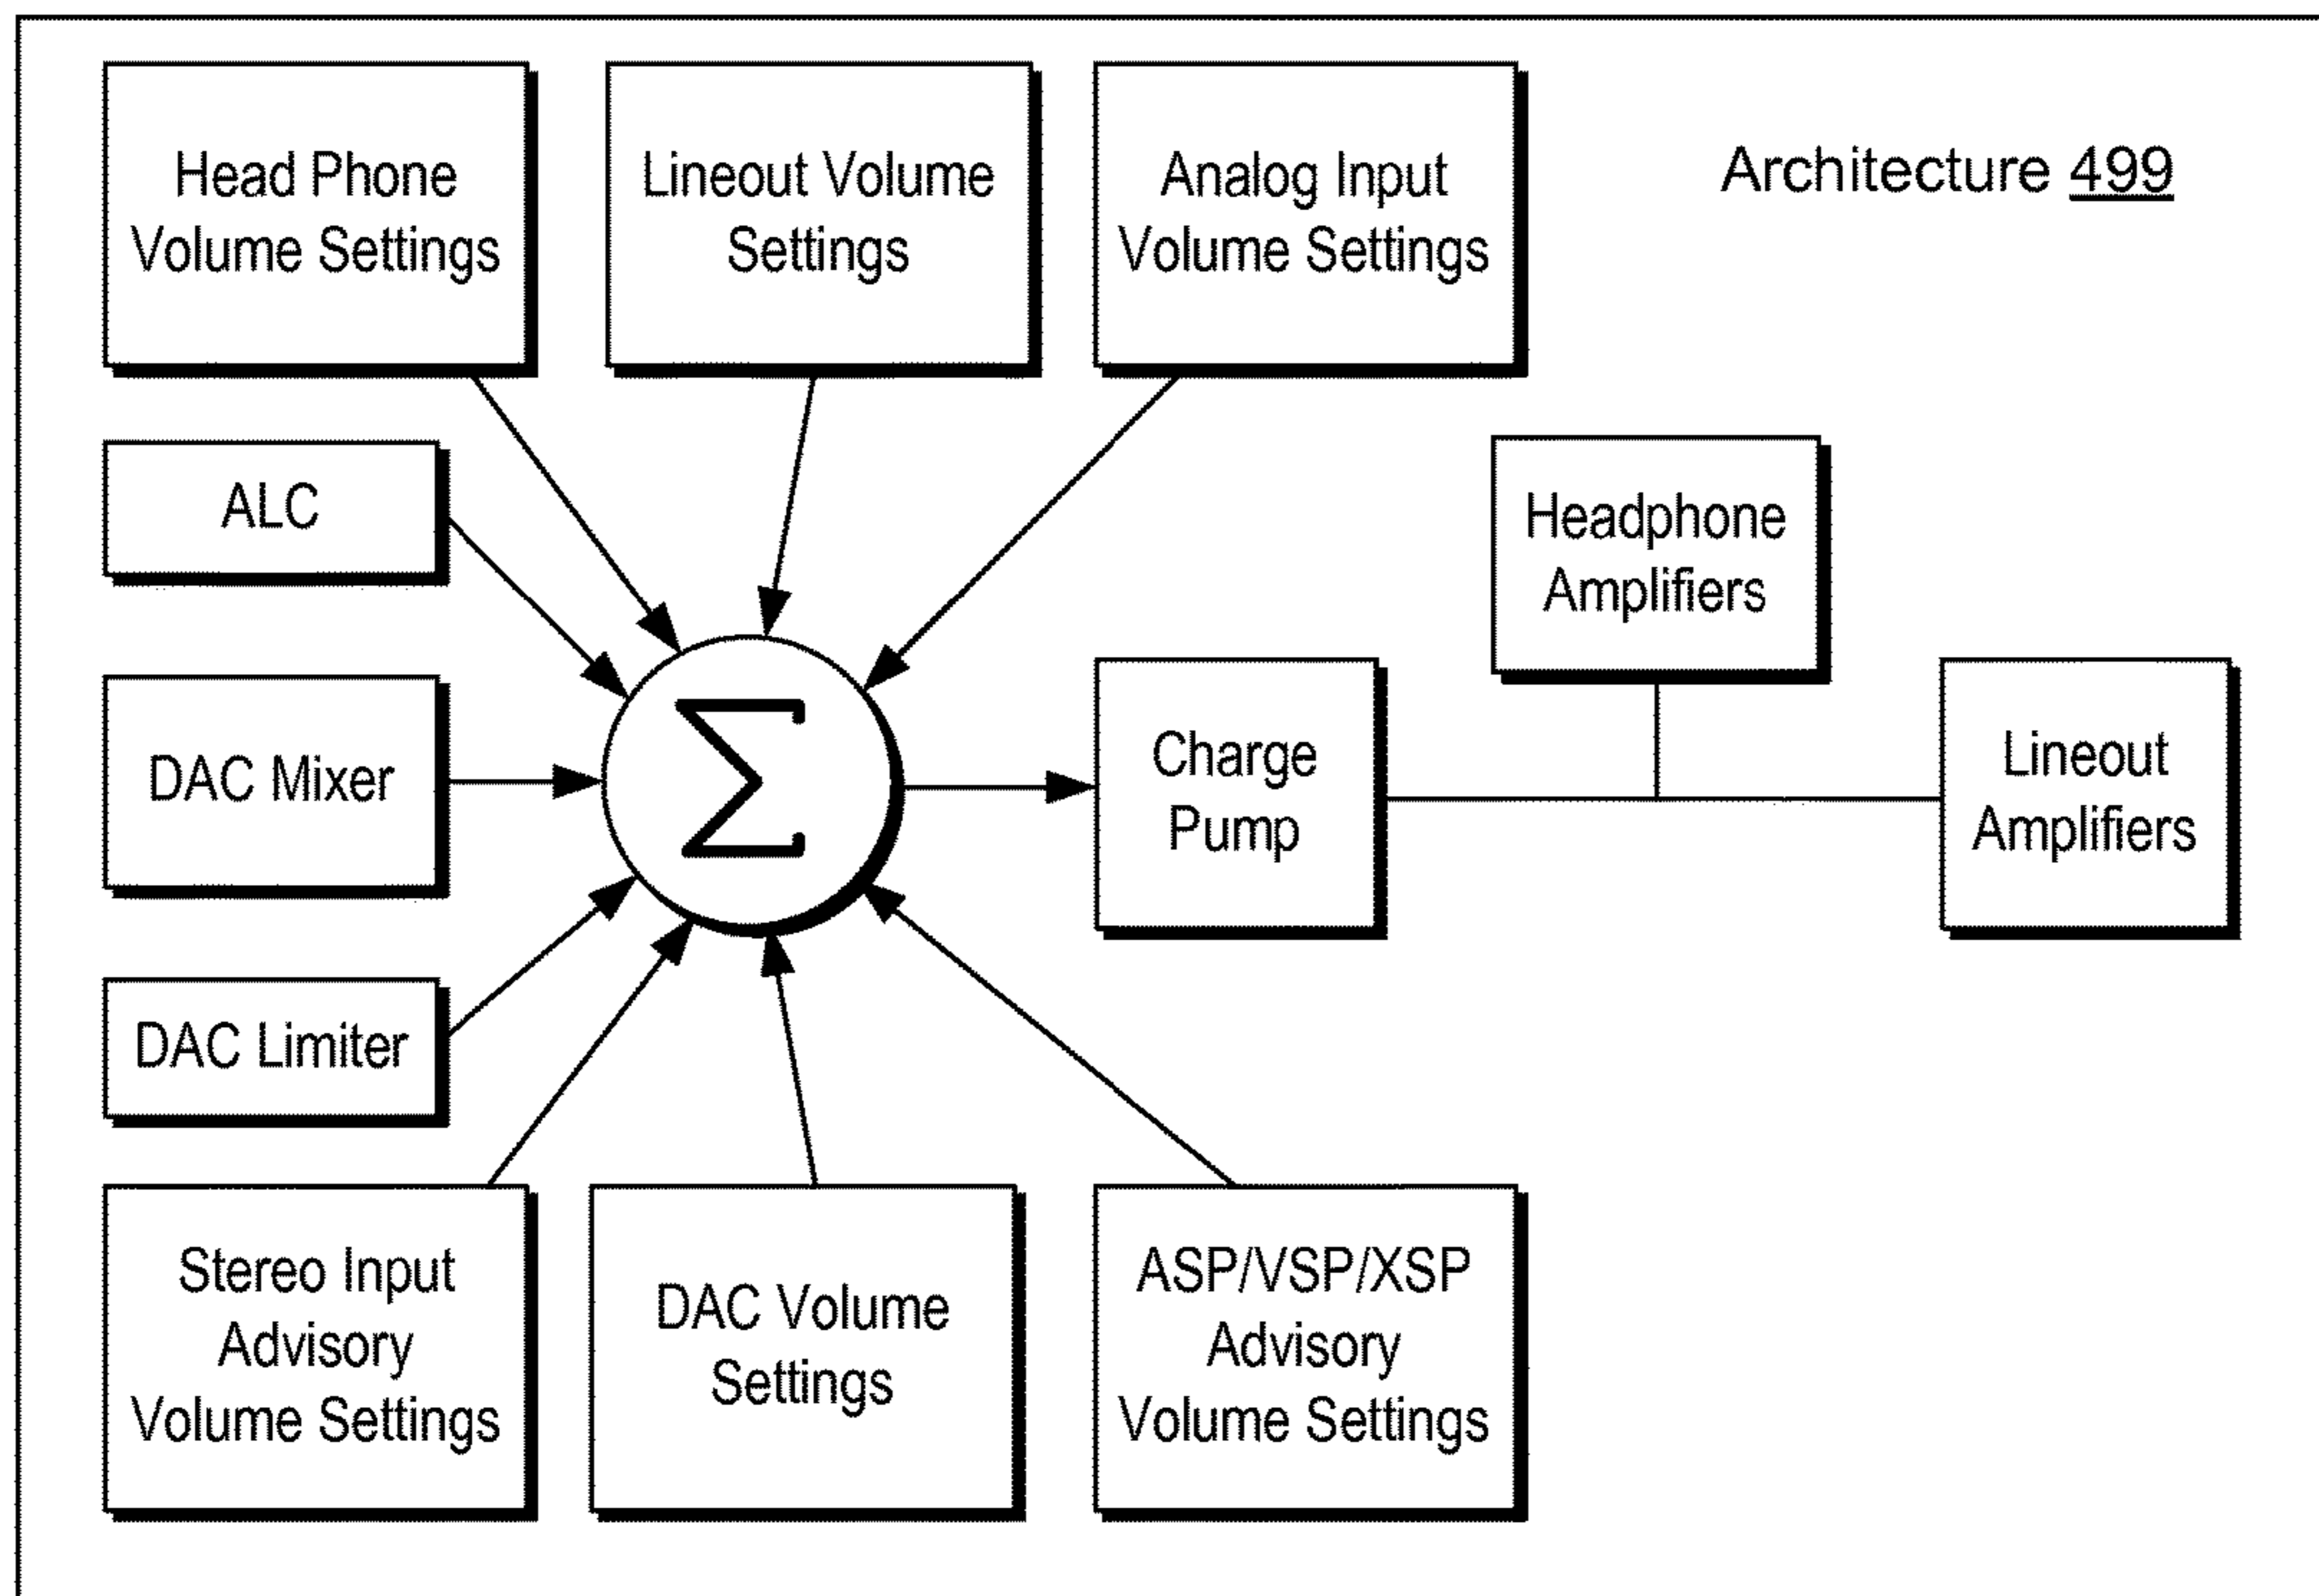 Head Phone
Volume Settings
Lineout Volume
Settings
Analog Input
Volume Settings
Architecture 499
ALC
Headphone
Amplifiers
DAC Mixer
Σ
Charge
Pump
Lineout
Amplifiers
DAC Limiter
Stereo Input
Advisory
Volume Settings
DAC Volume
Settings
ASP/VSP/XSP
Advisory
Volume Settings